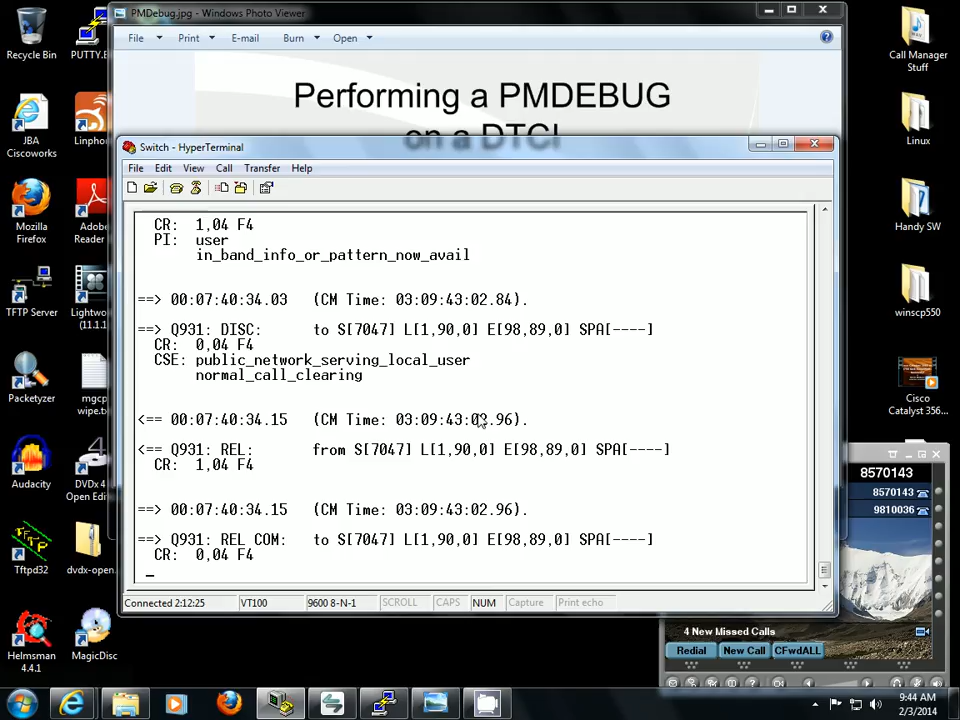 PMDebug.jpg - Windows Photo Viewer
File Print E-mail Burn Open
Performing a PMDEBUG
on a DTCI
Switch - HyperTerminal
File Edit View Call Transfer Help
CR: 1,04 F4
PI: user
in_band_info_or_pattern_now_avail
==> 00:07:40:34.03 (CM Time: 03:09:43:02.84).
==> Q931: DISC: to S[7047] L[1,90,0] E[98,89,0] SPA[----]
CR: 0,04 F4
CSE: public_network_serving_local_user
normal_call_clearing
<== 00:07:40:34.15 (CM Time: 03:09:43:02.96).
<== Q931: REL: from S[7047] L[1,90,0] E[98,89,0] SPA[----]
CR: 1,04 F4
==> 00:07:40:34.15 (CM Time: 03:09:43:02.96).
==> Q931: REL COM: to S[7047] L[1,90,0] E[98,89,0] SPA[----]
CR: 0,04 F4
Connected 2:12:25 VT100 9600 8-N-1 SCROLL CAPS NUM Capture Print echo
Recycle Bin
PUTTY.E
JBA
Ciscoworks
Linph
Mozilla
Firefox
Adobe
Reader
TFTP Server
Lightw
(11.1.1
Packetyzer
mgcp
wipe.tx
Audacity
DVDx 4
Open Edi
Tftpd32
dvdx-open.
Helmsman
4.4.1
MagicDisc
Call Manager
Stuff
Linux
Handy SW
winscp550
Cisco
Catalyst 356...
8570143
8570143
9810036
4 New Missed Calls
Redial New Call CFwdALL
9:44 AM
2/3/2014